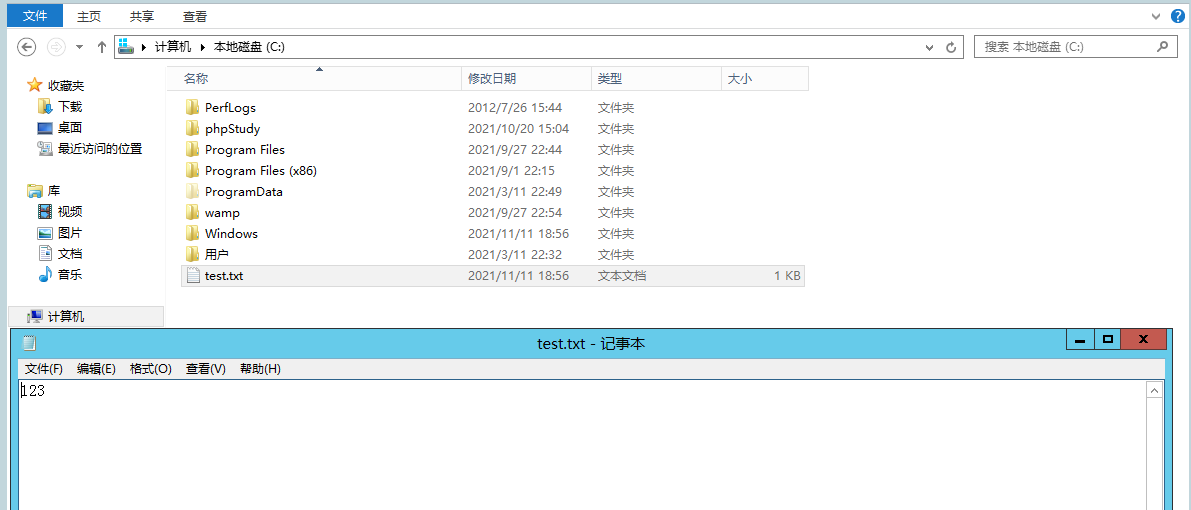 文件 主页 共享 查看
计算机 本地磁盘 (C:) 搜索 本地磁盘 (C:)
收藏夹
下载
桌面
最近访问的位置
库
视频
图片
文档
音乐
计算机
名称 修改日期 类型 大小
PerfLogs 2012/7/26 15:44 文件夹
phpStudy 2021/10/20 15:04 文件夹
Program Files 2021/9/27 22:44 文件夹
Program Files (x86) 2021/9/1 22:15 文件夹
ProgramData 2021/3/11 22:49 文件夹
wamp 2021/9/27 22:54 文件夹
Windows 2021/11/11 18:56 文件夹
用户 2021/3/11 22:32 文件夹
test.txt 2021/11/11 18:56 文本文档 1 KB
test.txt - 记事本
文件(F) 编辑(E) 格式(O) 查看(V) 帮助(H)
123